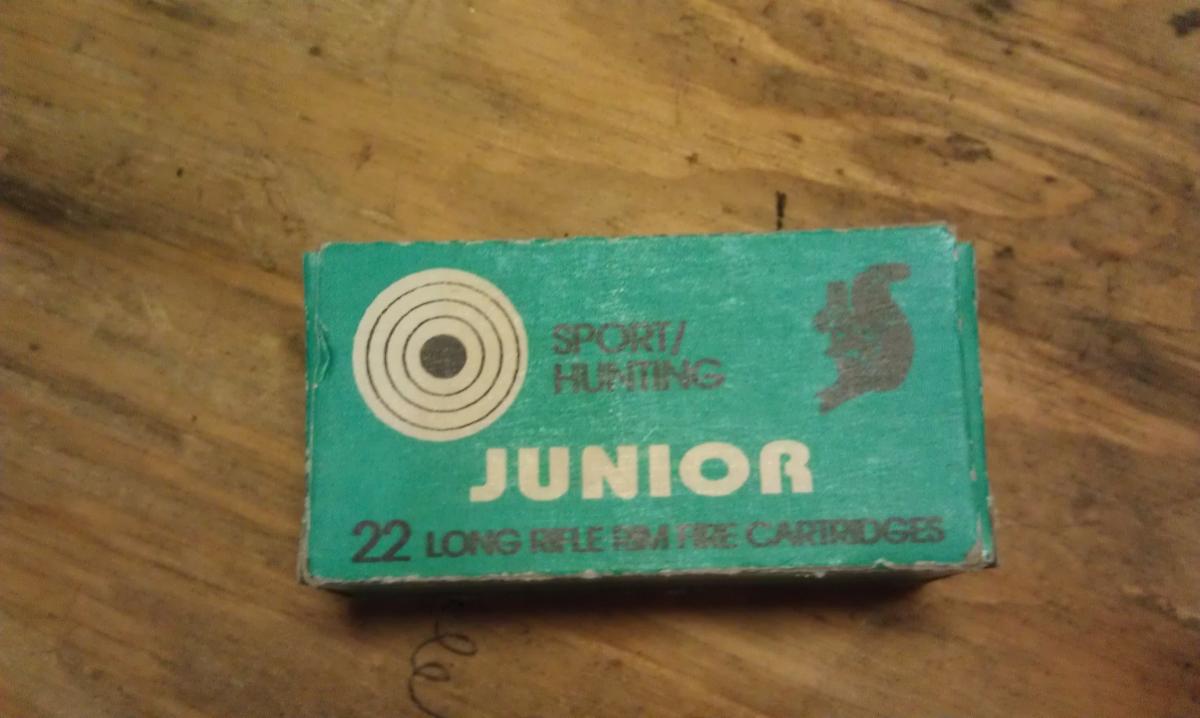 SPORT/
HUNTING
JUNIOR
22 LONG RIFLE RIM FIRE CARTRIDGES